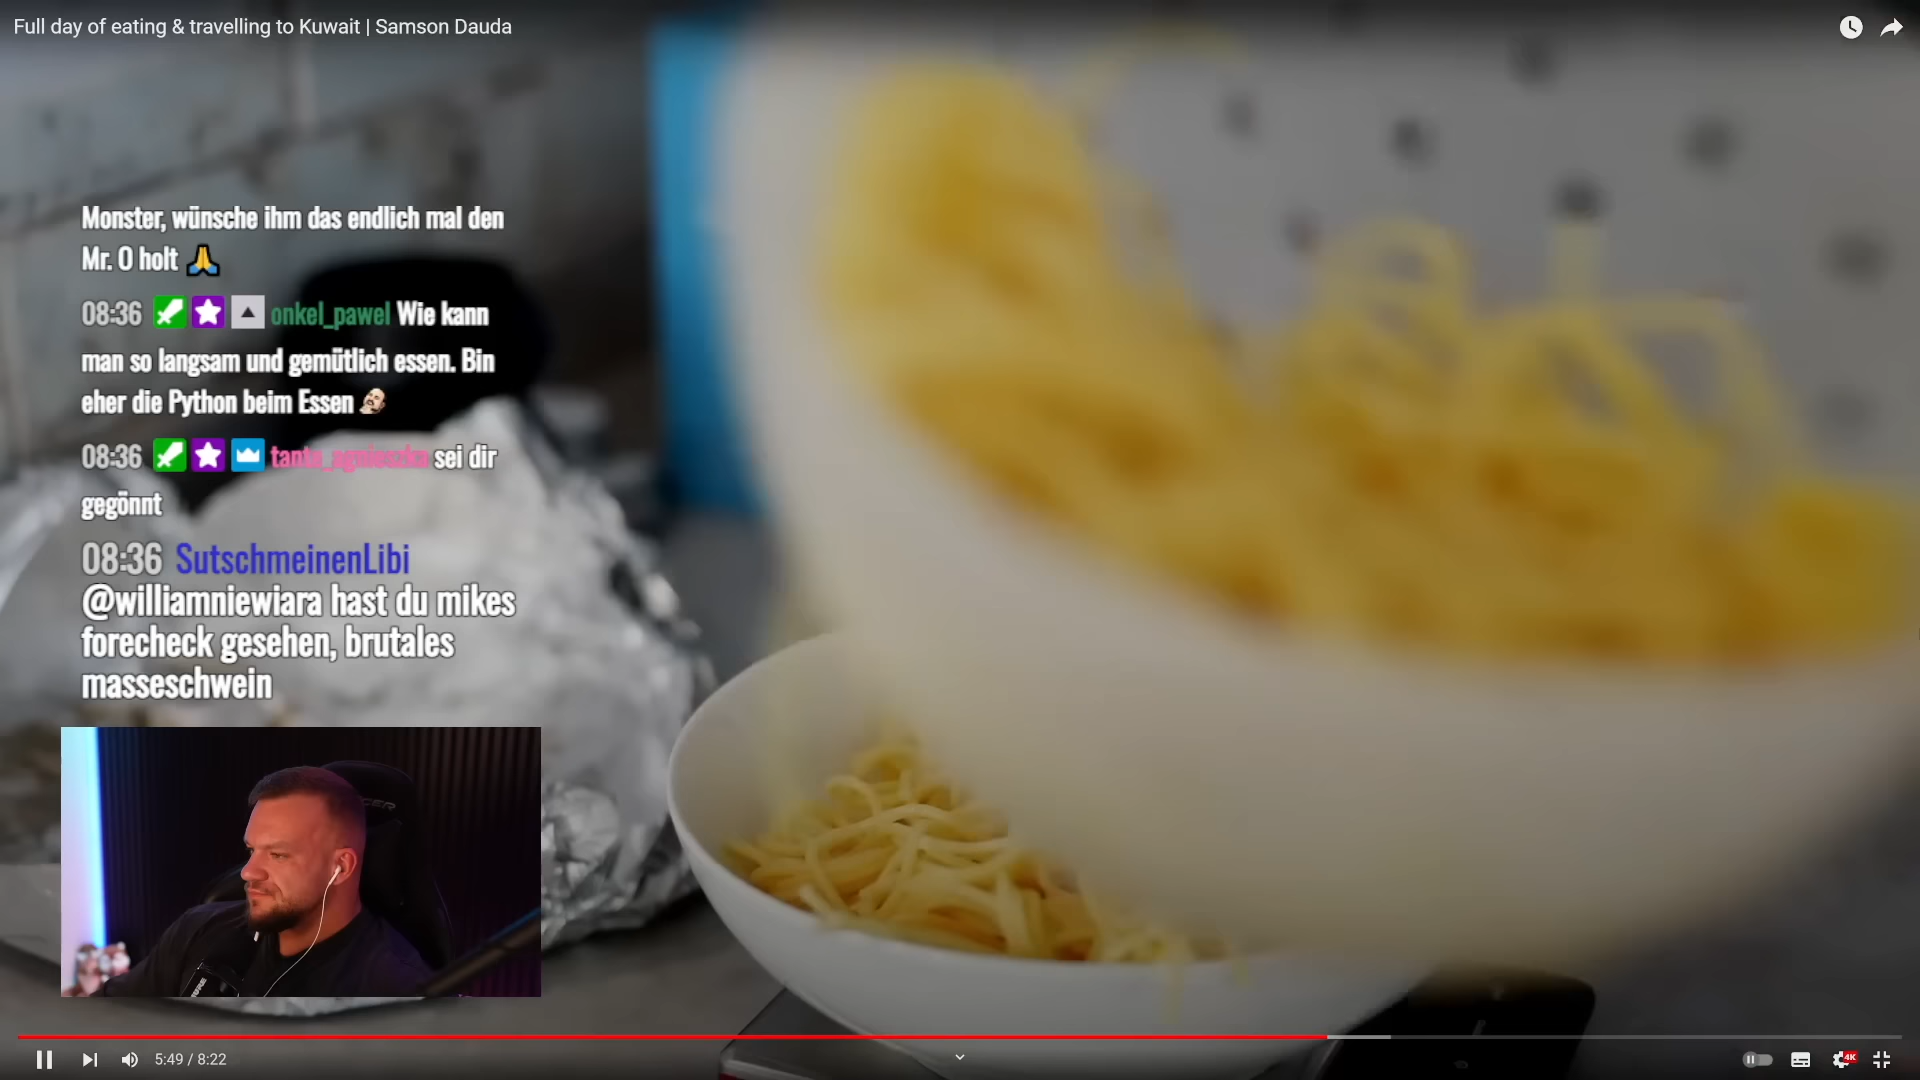 Full day of eating & travelling to Kuwait | Samson Dauda
Monster, wünsche ihm das endlich mal den
Mr. O holt 🙏
08:36 onkel_pawel Wie kann
man so langsam und gemütlich essen. Bin
eher die Python beim Essen
08:36 tante_agnieszka sei dir
gegönnt
08:36 SutschmeinenLibi
@williamniewiara hast du mikes
forecheck gesehen, brutales
masseschwein
5:49 / 8:22
4K